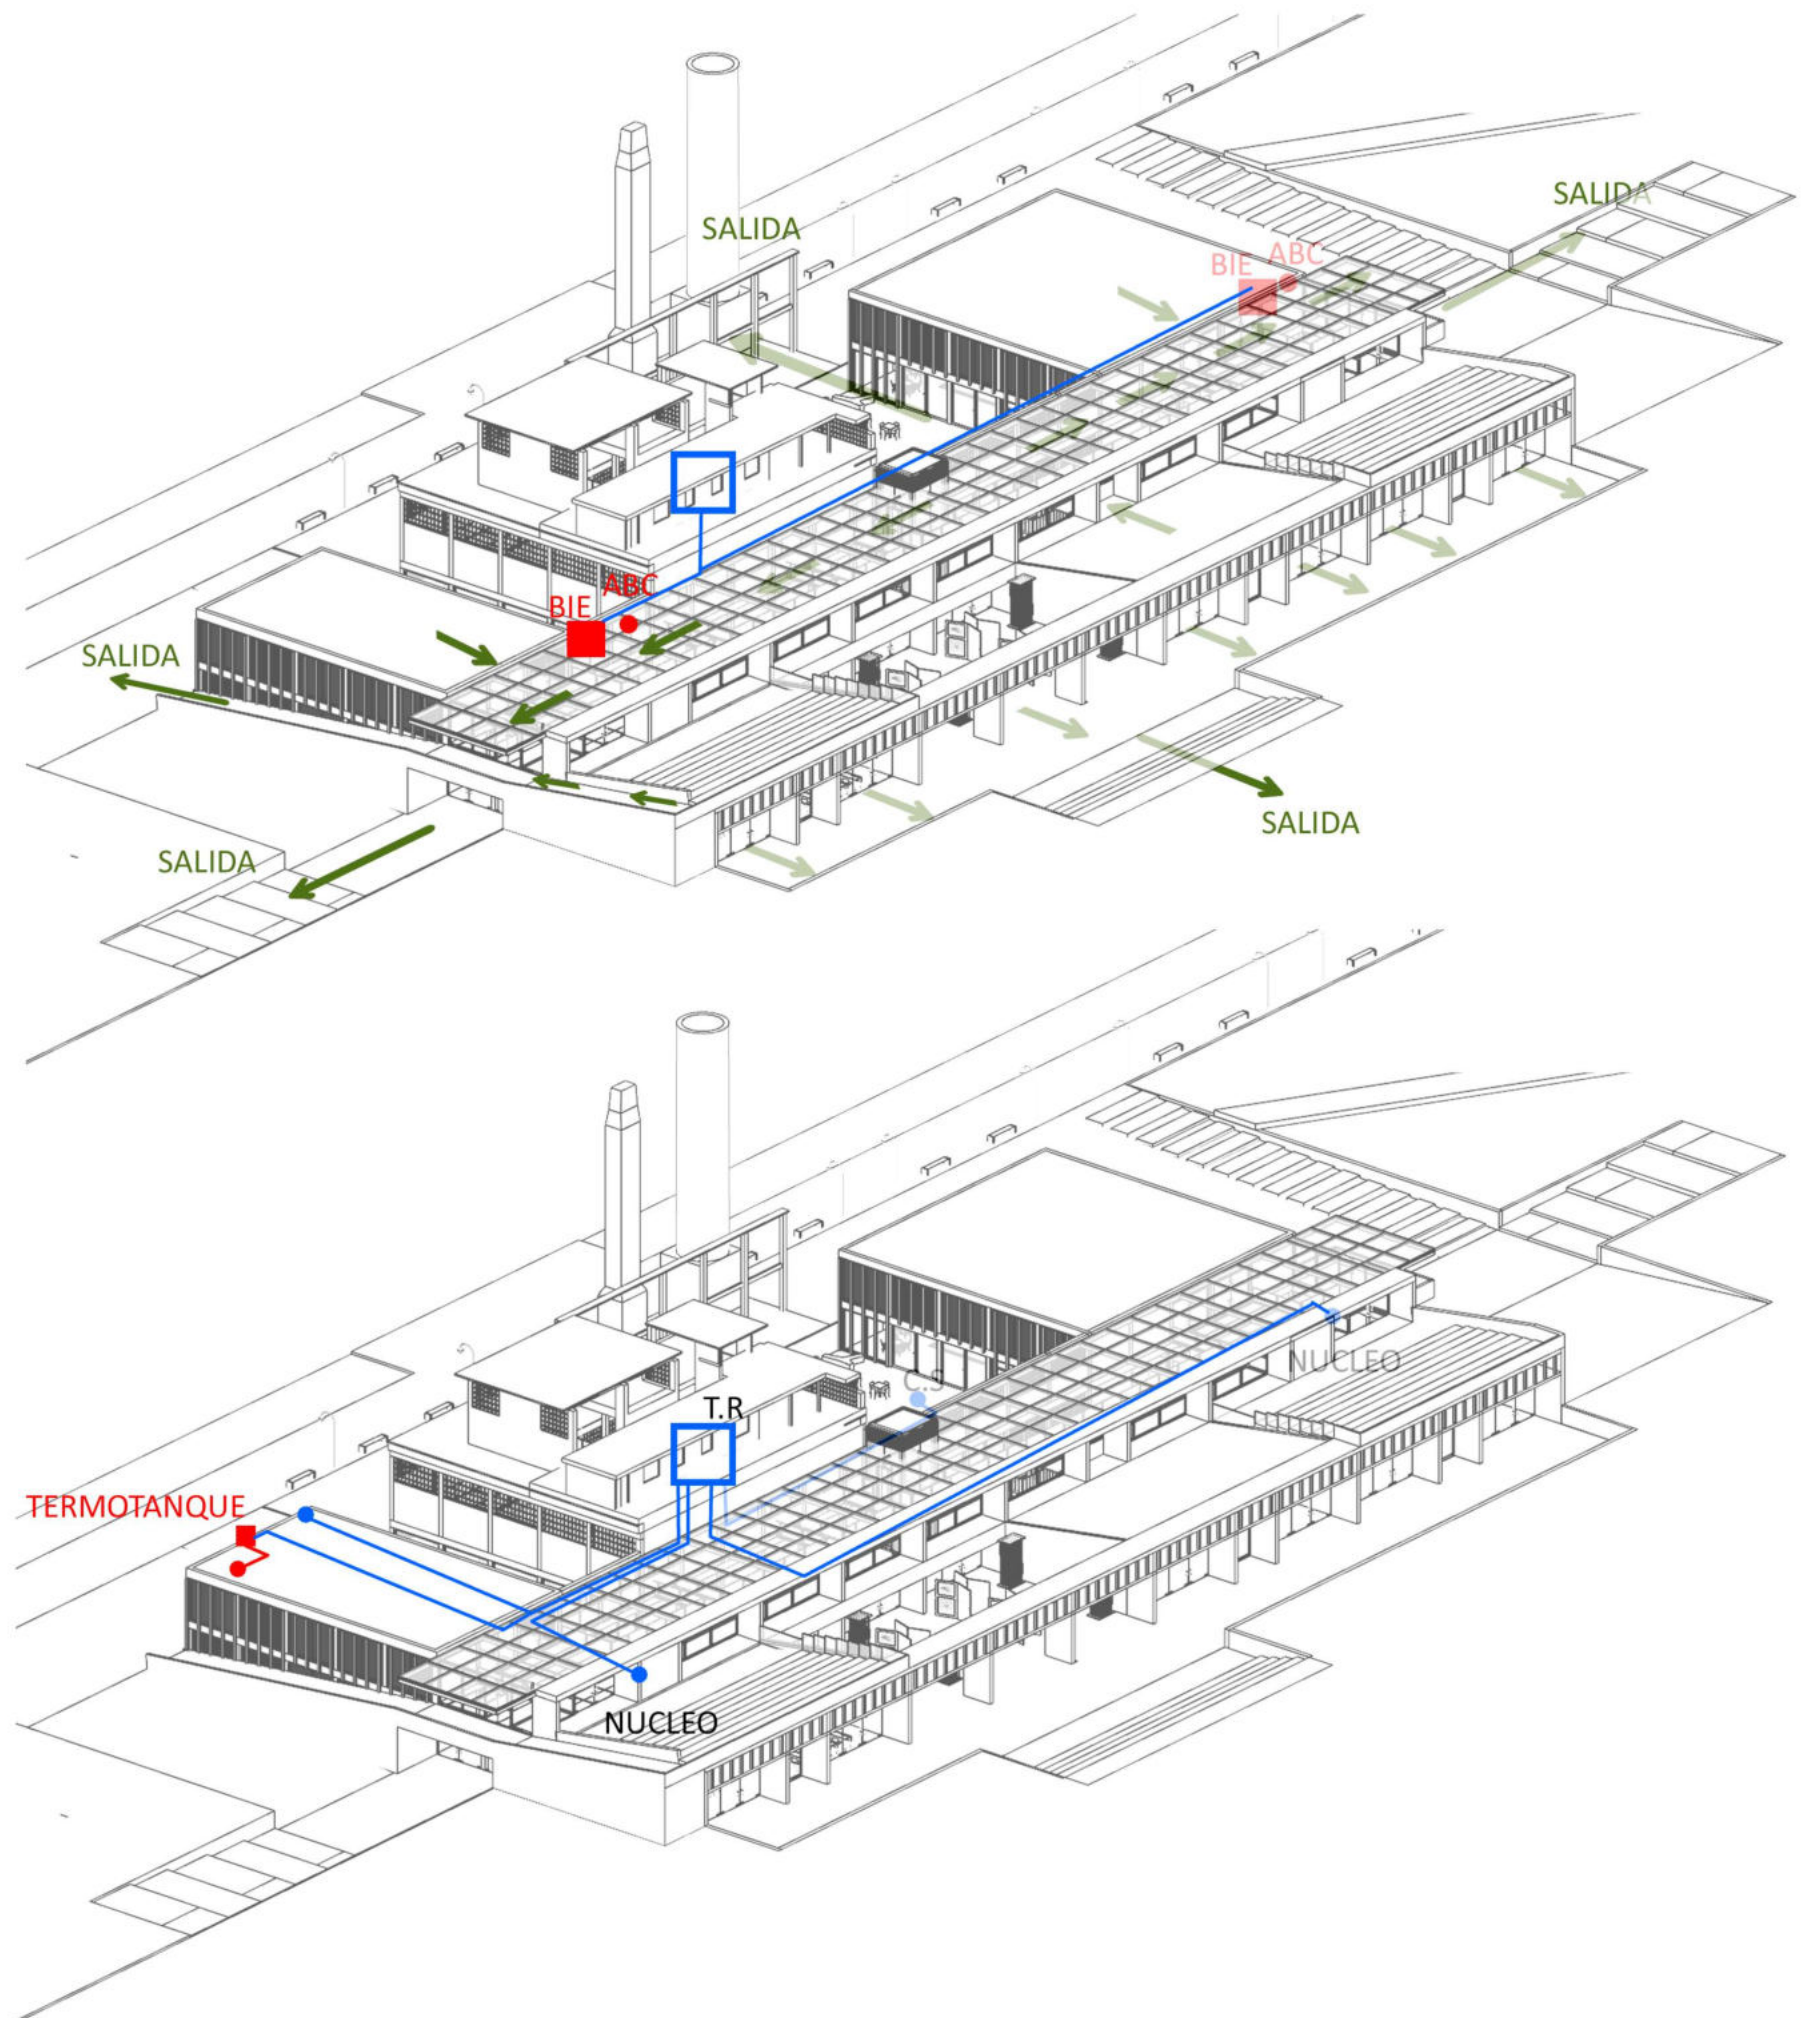 SALIDA
SALIDA
BIE ABC
ABC
BIE
SALIDA
SALIDA
SALIDA
NUCLEO
C.S
T.R
TERMOTANQUE
NUCLEO